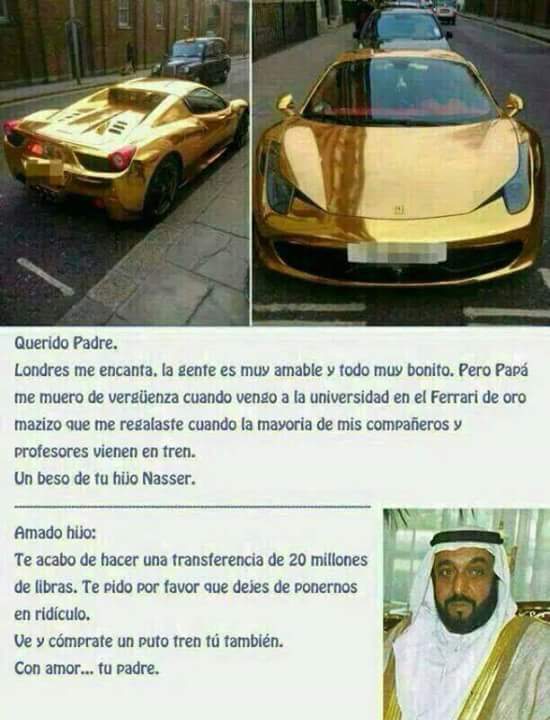 Querido Padre,
Londres me encanta, la gente es muy amable y todo muy bonito. Pero Papá
me muero de vergüenza cuando vengo a la universidad en el Ferrari de oro
mazizo que me regalaste cuando la mayoria de mis compañeros y
profesores vienen en tren.
Un beso de tu hijo Nasser.
Amado hijo:
Te acabo de hacer una transferencia de 20 millones
de libras. Te pido por favor que dejes de ponernos
en ridículo.
Ve y cómprate un puto tren tú también.
Con amor... tu padre.